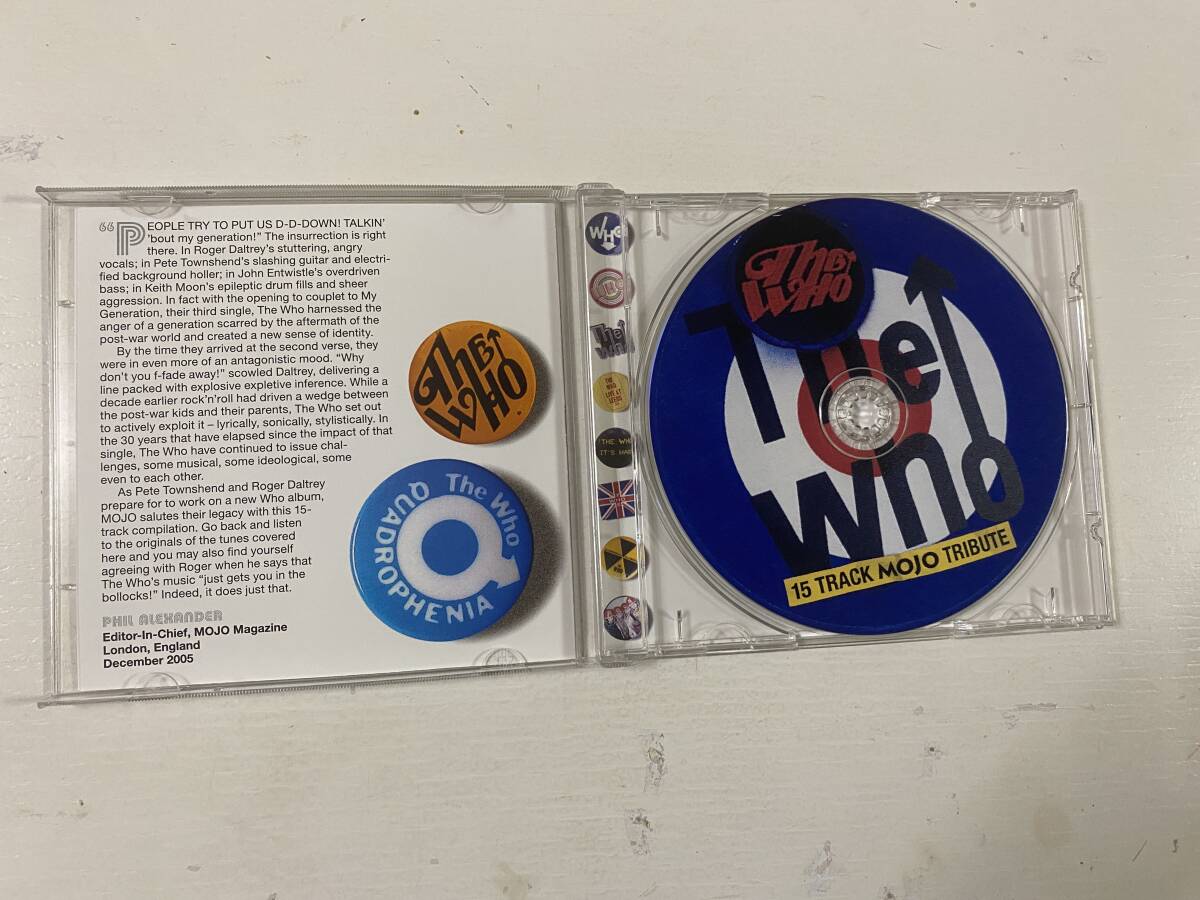 “PEOPLE TRY TO PUT US D-D-DOWN! TALKIN’
’bout my generation!” The insurrection is right
there. In Roger Daltrey’s stuttering, angry
vocals; in Pete Townshend’s slashing guitar and electri-
fied background holler; in John Entwistle’s overdriven
bass; in Keith Moon’s epileptic drum fills and sheer
aggression. In fact with the opening to couplet to My
Generation, their third single, The Who harnessed the
anger of a generation scarred by the aftermath of the
post-war world and created a new sense of identity.
By the time they arrived at the second verse, they
were in even more of an antagonistic mood. “Why
don’t you f-fade away!” scowled Daltrey, delivering a
line packed with explosive expletive inference. While a
decade earlier rock’n’roll had driven a wedge between
the post-war kids and their parents, The Who set out
to actively exploit it – lyrically, sonically, stylistically. In
the 30 years that have elapsed since the impact of that
single, The Who have continued to issue chal-
lenges, some musical, some ideological, some
even to each other.
As Pete Townshend and Roger Daltrey
prepare for to work on a new Who album,
MOJO salutes their legacy with this 15-
track compilation. Go back and listen
to the originals of the tunes covered
here and you may also find yourself
agreeing with Roger when he says that
The Who’s music “just gets you in the
bollocks!” Indeed, it does just that.
PHIL ALEXANDER
Editor-In-Chief, MOJO Magazine
London, England
December 2005
The
WHO
The Who
QUADROPHENIA
WHO
The
Who
THE
WHO
LIVE AT
LEEDS
THE WHO
IT'S HARD
The
WHO
The
Who
15 TRACK MOJO TRIBUTE